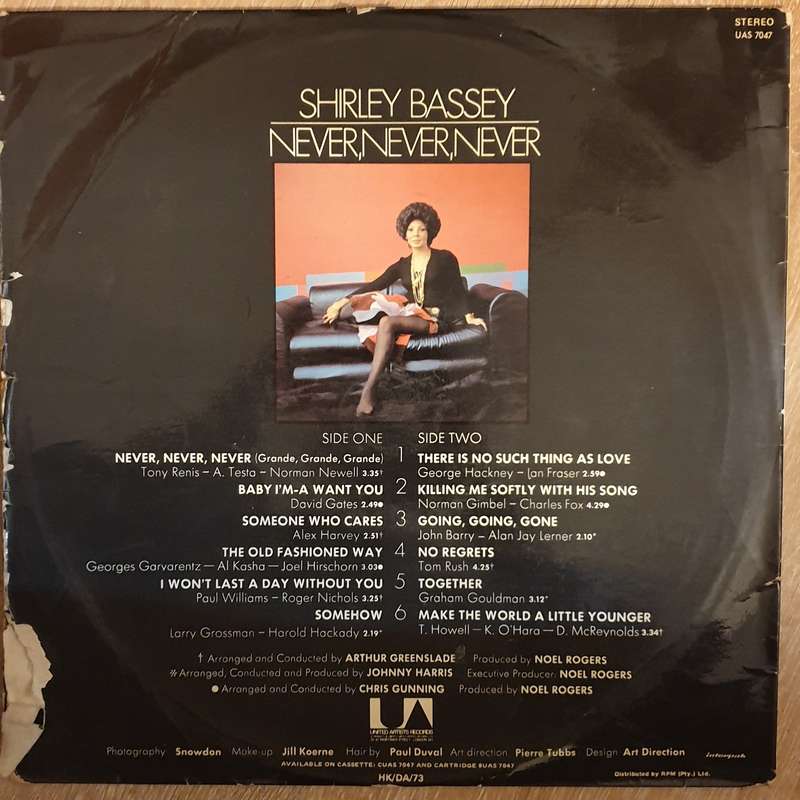 STEREO
UAS 7047
SHIRLEY BASSEY
NEVER,NEVER,NEVER
SIDE ONE
NEVER, NEVER, NEVER (Grande, Grande, Grande) 1
Tony Renis – A. Testa – Norman Newell 3.35†
BABY I'M-A WANT YOU 2
David Gates 2.49●
SOMEONE WHO CARES 3
Alex Harvey 2.51†
THE OLD FASHIONED WAY 4
Georges Garvarentz – Al Kasha – Joel Hirschorn 3.03●
I WON'T LAST A DAY WITHOUT YOU 5
Paul Williams – Roger Nichols 3.25†
SOMEHOW 6
Larry Grossman – Harold Hackady 2.19*
SIDE TWO
THERE IS NO SUCH THING AS LOVE
George Hackney – Ian Fraser 2.59●
KILLING ME SOFTLY WITH HIS SONG
Norman Gimbel – Charles Fox 4.29●
GOING, GOING, GONE
John Barry – Alan Jay Lerner 2.10*
NO REGRETS
Tom Rush 4.25†
TOGETHER
Graham Gouldman 3.12*
MAKE THE WORLD A LITTLE YOUNGER
T. Howell – K. O'Hara – D. McReynolds 3.34†
† Arranged and Conducted by ARTHUR GREENSLADE Produced by NOEL ROGERS
* Arranged, Conducted and Produced by JOHNNY HARRIS Executive Producer: NOEL ROGERS
● Arranged and Conducted by CHRIS GUNNING Produced by NOEL ROGERS
UA
UNITED ARTISTS RECORDS
Photography Snowdon Make-up Jill Koerne Hair by Paul Duval Art direction Pierre Tubbs Design Art Direction
AVAILABLE ON CASSETTE: CUAS 7047 AND CARTRIDGE 8UAS 7047
interpak
HK/DA/73
Distributed by RPM (Pty.) Ltd.